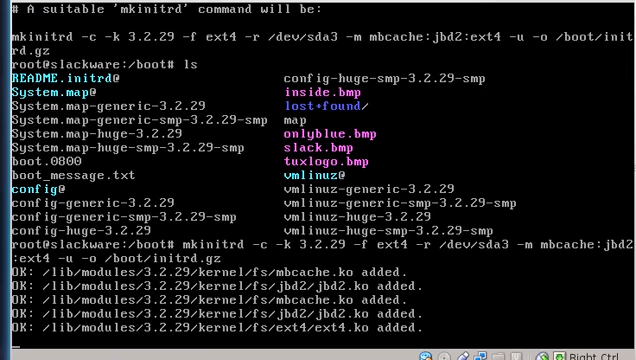 # A suitable 'mkinitrd' command will be:
mkinitrd -c -k 3.2.29 -f ext4 -r /dev/sda3 -m mbcache:jbd2:ext4 -u -o /boot/init
rd.gz
root@slackware:/boot# ls
README.initrd@ config-huge-smp-3.2.29-smp
System.map@ inside.bmp
System.map-generic-3.2.29 lost+found/
System.map-generic-smp-3.2.29-smp map
System.map-huge-3.2.29 onlyblue.bmp
System.map-huge-smp-3.2.29-smp slack.bmp
boot.0800 tuxlogo.bmp
boot_message.txt vmlinuz@
config@ vmlinuz-generic-3.2.29
config-generic-3.2.29 vmlinuz-generic-smp-3.2.29-smp
config-generic-smp-3.2.29-smp vmlinuz-huge-3.2.29
config-huge-3.2.29 vmlinuz-huge-smp-3.2.29-smp
root@slackware:/boot# mkinitrd -c -k 3.2.29 -f ext4 -r /dev/sda3 -m mbcache:jbd2
:ext4 -u -o /boot/initrd.gz
OK: /lib/modules/3.2.29/kernel/fs/mbcache.ko added.
OK: /lib/modules/3.2.29/kernel/fs/jbd2/jbd2.ko added.
OK: /lib/modules/3.2.29/kernel/fs/mbcache.ko added.
OK: /lib/modules/3.2.29/kernel/fs/jbd2/jbd2.ko added.
OK: /lib/modules/3.2.29/kernel/fs/ext4/ext4.ko added.
Right Ctrl